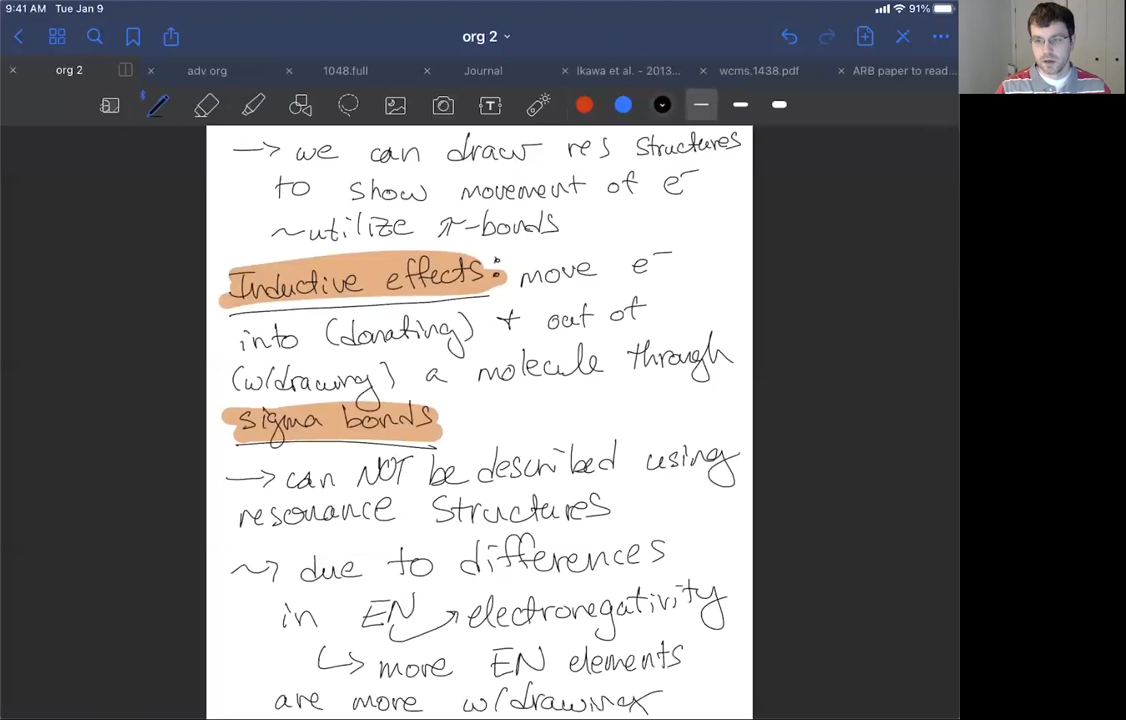 9:41 AM Tue Jan 9
91%
org 2
org 2
adv org
1048.full
Journal
Ikawa et al. - 2013...
wcms.1438.pdf
ARB paper to read...
→ we can draw res structures
to show movement of e⁻
~utilize π-bonds
Inductive effects: move e⁻
into (donating) + out of
(w/drawing) a molecule through
sigma bonds
→ can NOT be described using
resonance structures
~> due to differences
in EN → electronegativity
↳ more EN elements
are more w/drawing